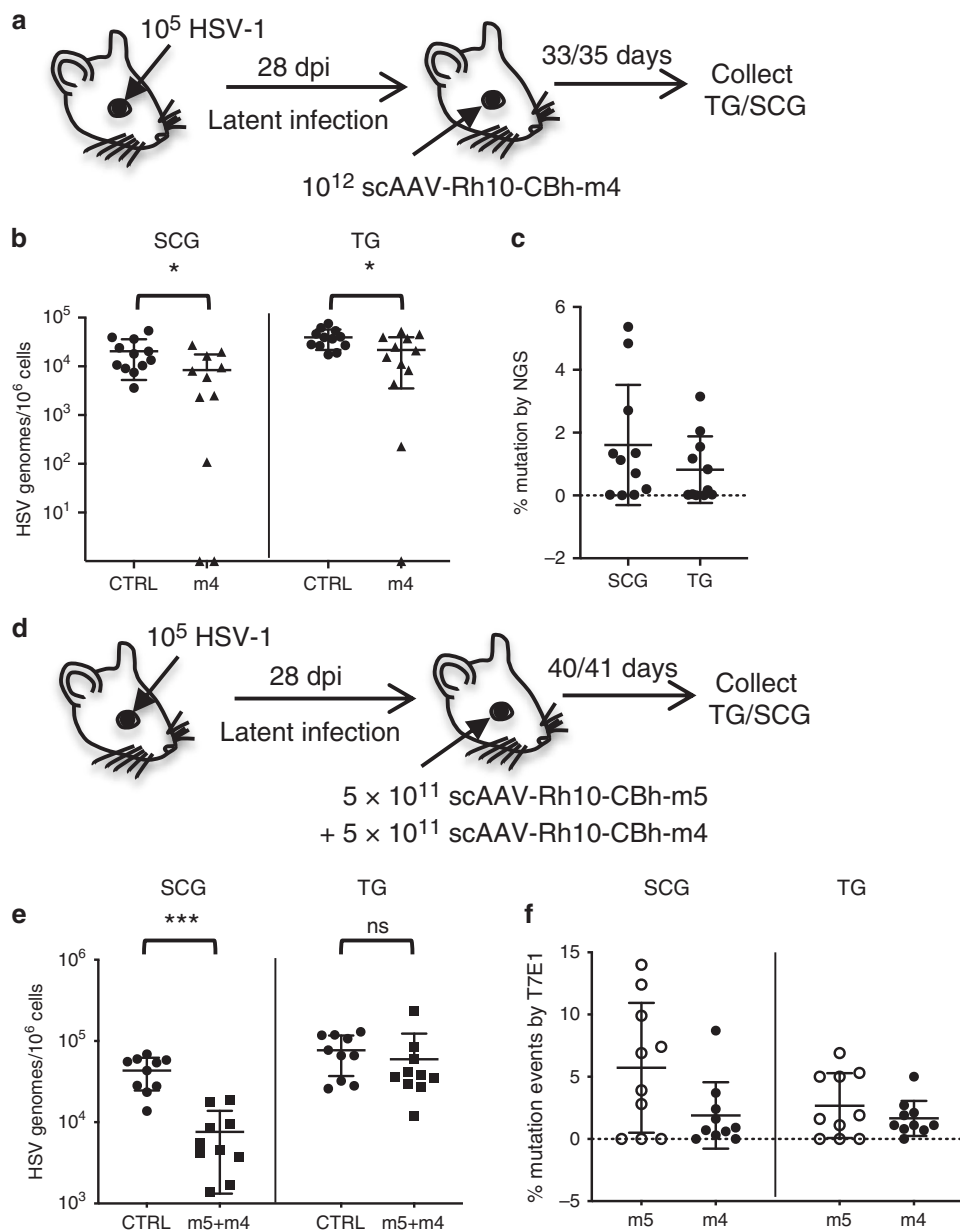 a
10⁵ HSV-1
28 dpi
Latent infection
33/35 days
Collect
TG/SCG
10¹² scAAV-Rh10-CBh-m4
b
SCG
TG
*
*
HSV genomes/10⁶ cells
10⁵
10⁴
10³
10²
10¹
CTRL
m4
CTRL
m4
c
% mutation by NGS
6
4
2
0
−2
SCG
TG
d
10⁵ HSV-1
28 dpi
Latent infection
40/41 days
Collect
TG/SCG
5 × 10¹¹ scAAV-Rh10-CBh-m5
+ 5 × 10¹¹ scAAV-Rh10-CBh-m4
e
SCG
TG
***
ns
HSV genomes/10⁶ cells
10⁶
10⁵
10⁴
10³
CTRL
m5+m4
CTRL
m5+m4
f
SCG
TG
% mutation events by T7E1
15
10
5
0
−5
m5
m4
m5
m4